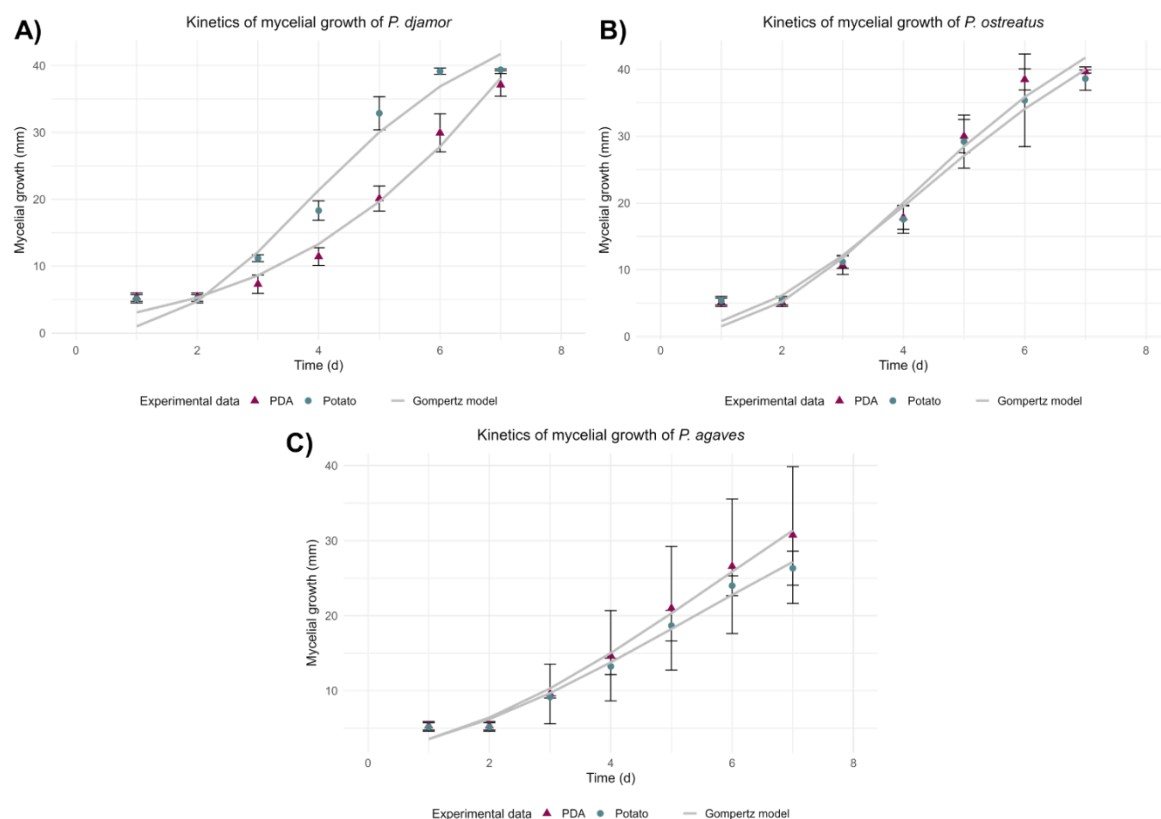 A)
Kinetics of mycelial growth of P. djamor
Mycelial growth (mm)
40
30
20
10
0
0 2 4 6 8
Time (d)
Experimental data PDA Potato Gompertz model
B)
Kinetics of mycelial growth of P. ostreatus
Mycelial growth (mm)
40
30
20
10
0
0 2 4 6 8
Time (d)
Experimental data PDA Potato Gompertz model
C)
Kinetics of mycelial growth of P. agaves
Mycelial growth (mm)
40
30
20
10
0 2 4 6 8
Time (d)
Experimental data PDA Potato Gompertz model